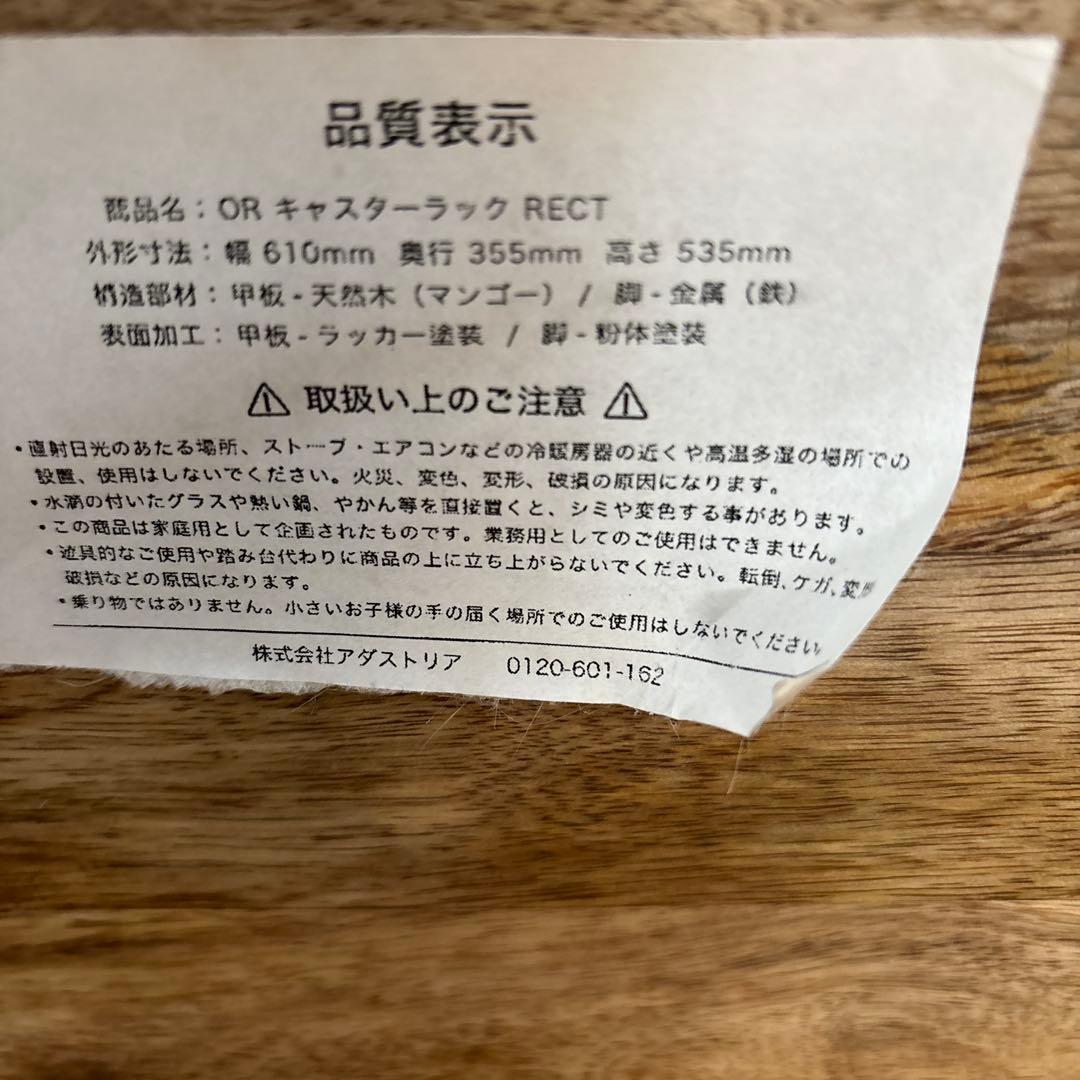 品質表示
商品名：OR キャスターラック RECT
外形寸法：幅 610mm 奥行 355mm 高さ 535mm
構造部材：甲板 - 天然木（マンゴー） / 脚 - 金属（鉄）
表面加工：甲板 - ラッカー塗装 / 脚 - 粉体塗装
⚠ 取扱い上のご注意 ⚠
・直射日光のあたる場所、ストーブ・エアコンなどの冷暖房器の近くや高温多湿の場所での
設置、使用はしないでください。火災、変色、変形、破損の原因になります。
・水滴の付いたグラスや熱い鍋、やかん等を直接置くと、シミや変色する事があります。
・この商品は家庭用として企画されたものです。業務用としてのご使用はできません。
・遊具的なご使用や踏み台代わりに商品の上に立ち上がらないでください。転倒、ケガ、変形
破損などの原因になります。
・乗り物ではありません。小さいお子様の手の届く場所でのご使用はしないでください
株式会社アダストリア 0120-601-162